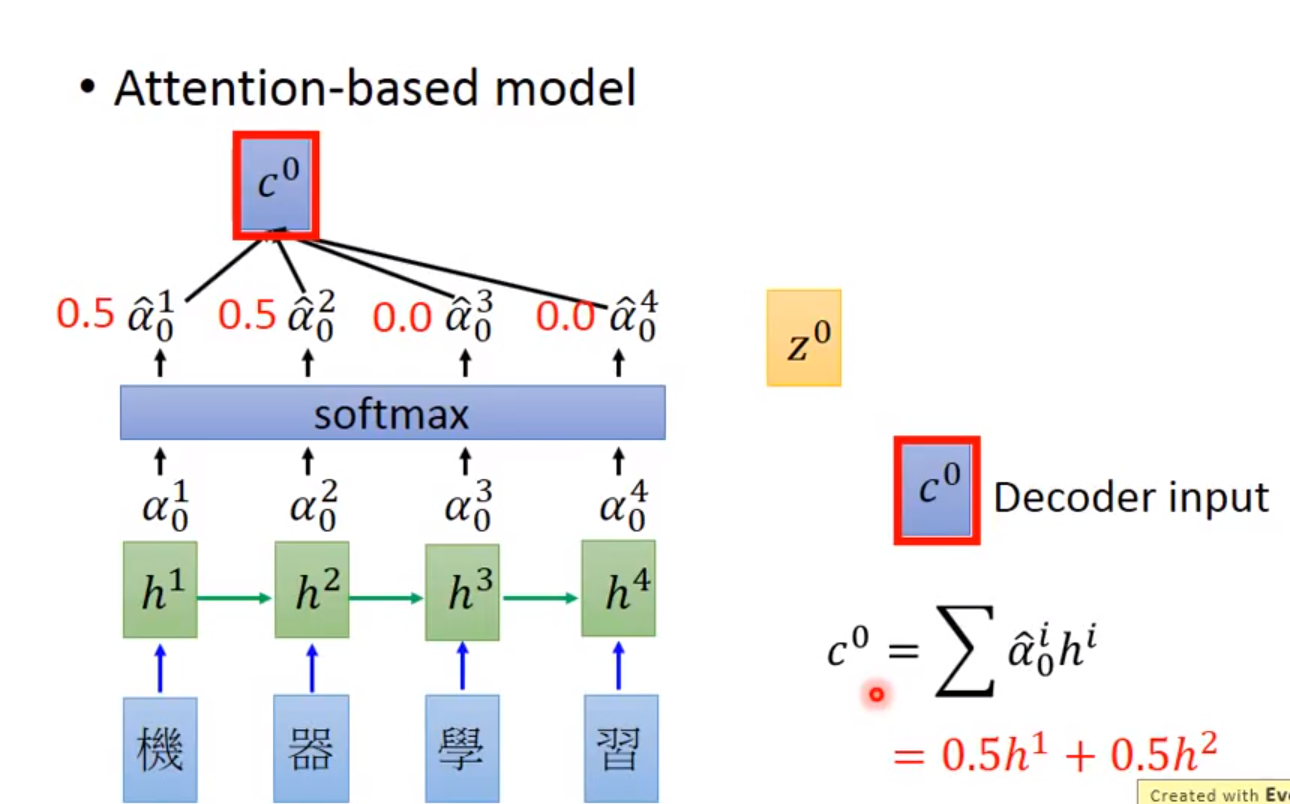 • Attention-based model
c⁰
0.5 α̂₀¹ 0.5 α̂₀² 0.0 α̂₀³ 0.0 α̂₀⁴
z⁰
softmax
c⁰ Decoder input
α₀¹ α₀² α₀³ α₀⁴
h¹ h² h³ h⁴
c⁰ = ∑ α̂₀ⁱhⁱ
機 器 學 習
= 0.5h¹ + 0.5h²
Created with